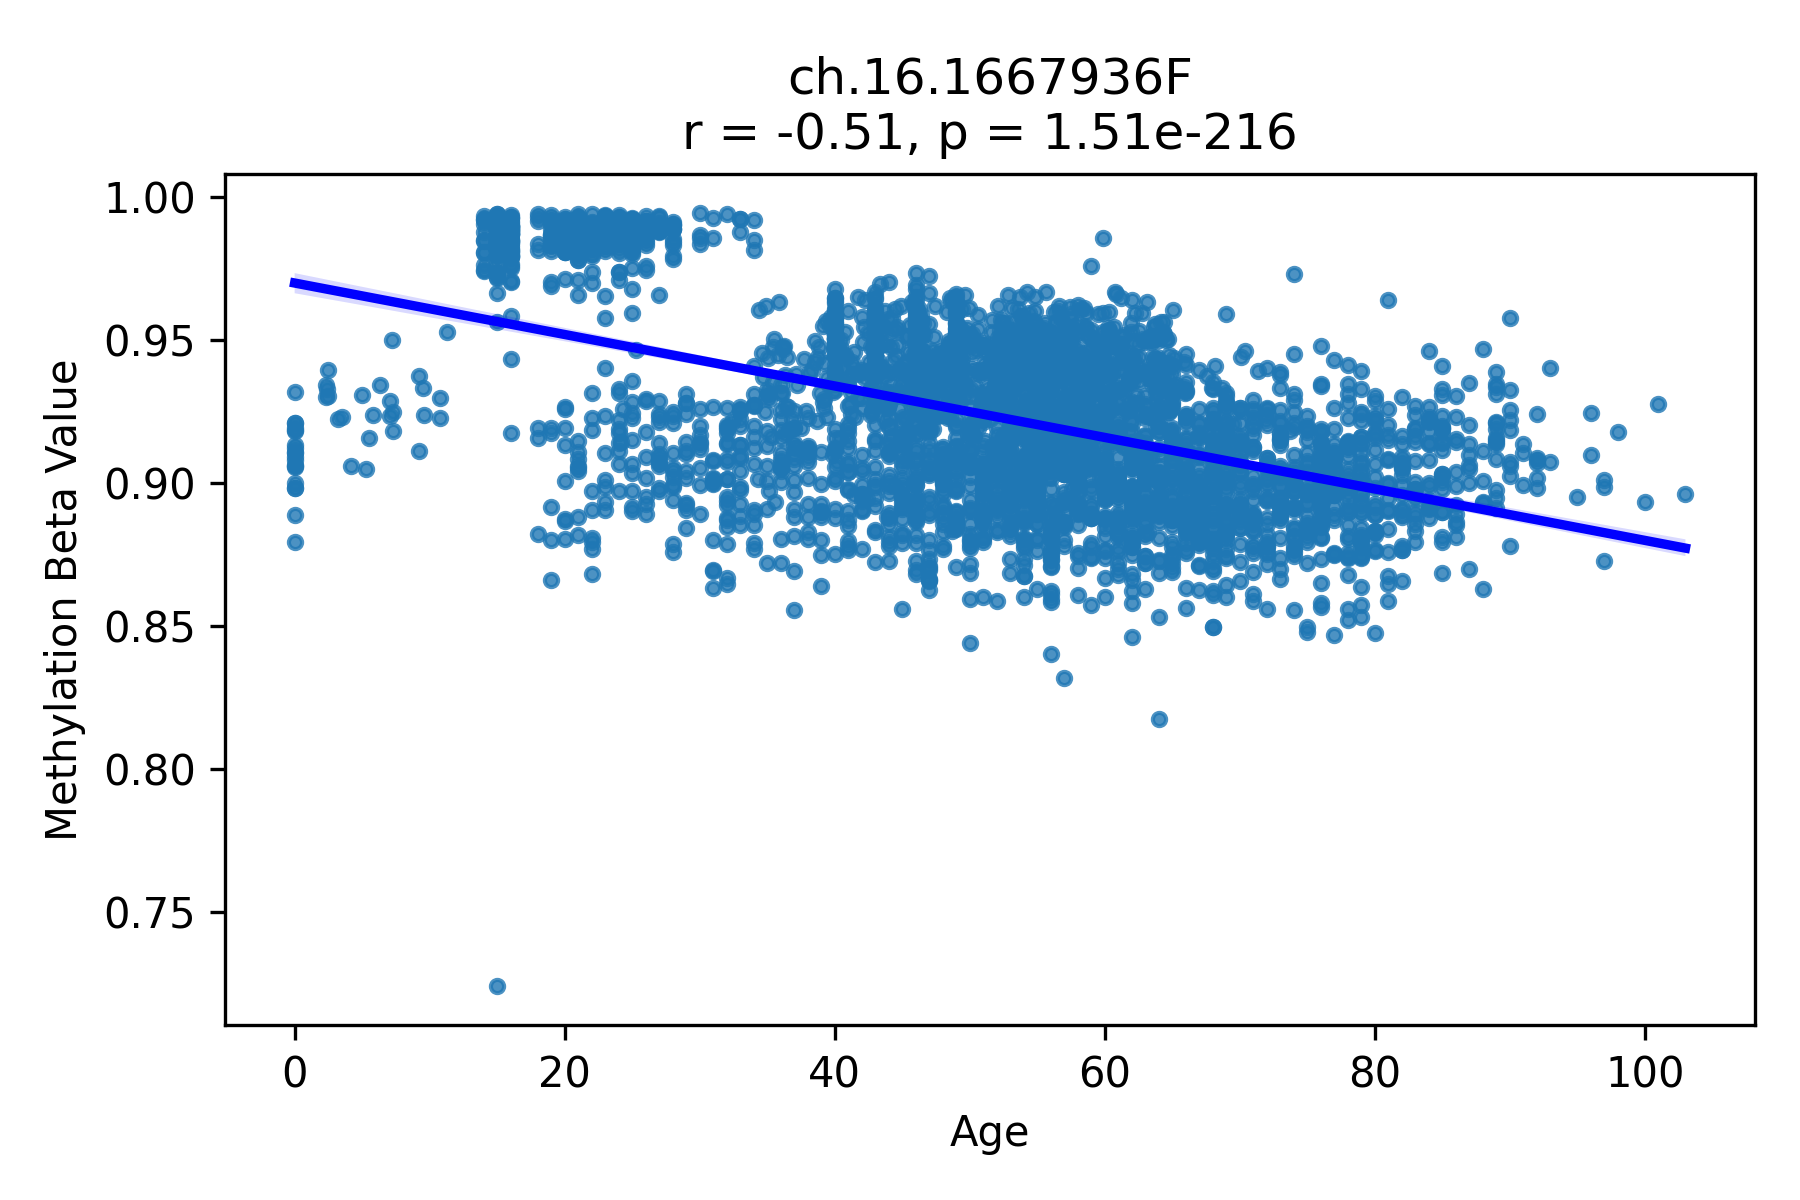 ch.16.1667936F
r = -0.51, p = 1.51e-216
1.00
0.95
0.90
0.85
0.80
0.75
Methylation Beta Value
0 20 40 60 80 100
Age